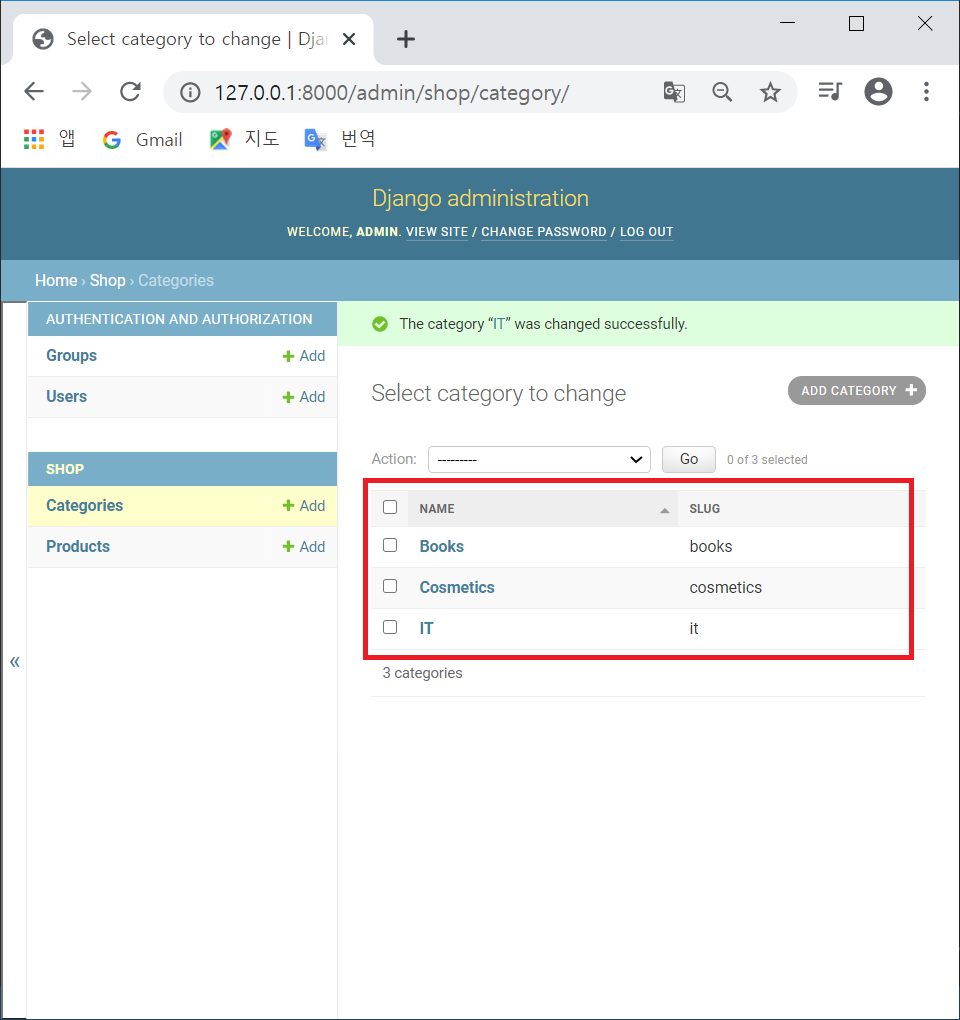 Select category to change | Dja
127.0.0.1:8000/admin/shop/category/
앱 Gmail 지도 번역
Django administration
WELCOME, ADMIN. VIEW SITE / CHANGE PASSWORD / LOG OUT
Home › Shop › Categories
AUTHENTICATION AND AUTHORIZATION
Groups + Add
Users + Add
SHOP
Categories + Add
Products + Add
«
The category “IT” was changed successfully.
Select category to change
ADD CATEGORY +
Action: --------- Go 0 of 3 selected
NAME SLUG
Books books
Cosmetics cosmetics
IT it
3 categories